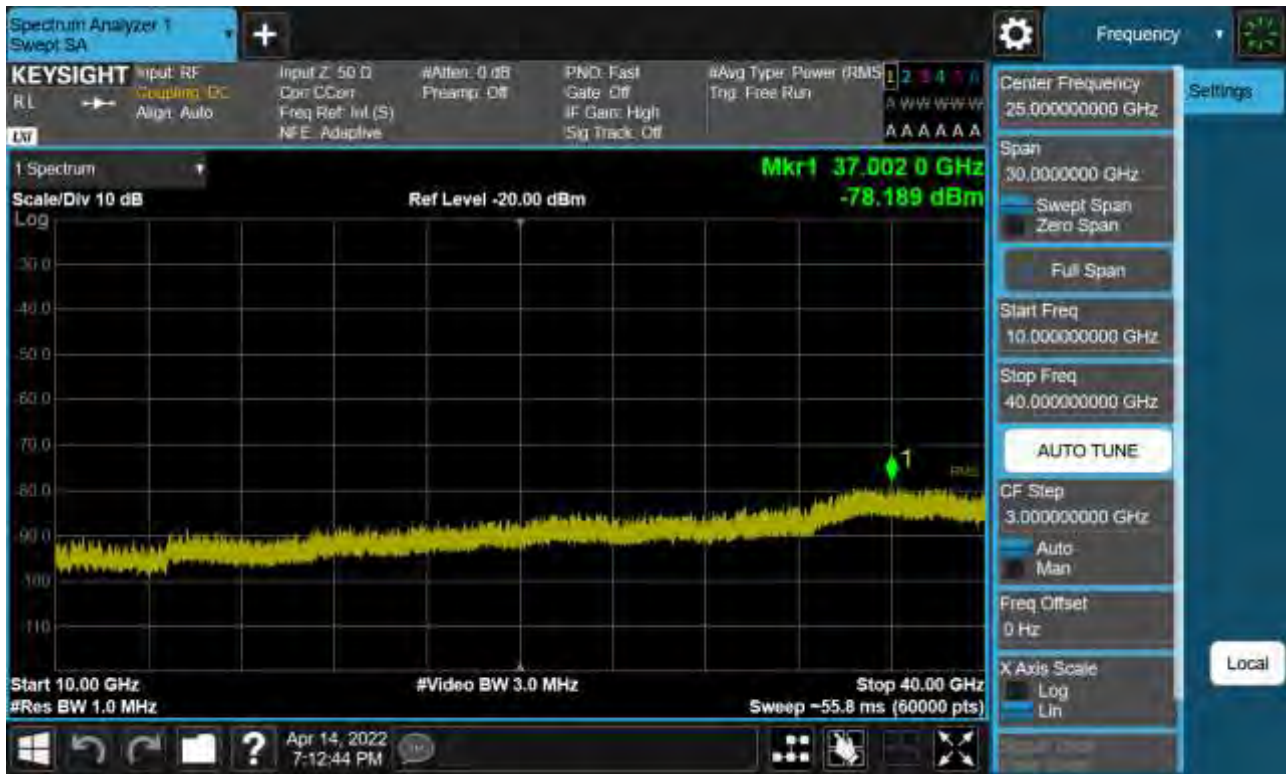 Spectrum Analyzer 1
Swept SA
Frequency
KEYSIGHT
RL
LXI
Input: RF
Coupling: DC
Align: Auto
Input Z: 50 Ω
Corr CCorr
Freq Ref: Int (S)
NFE: Adaptive
#Atten: 0 dB
Preamp: Off
PNO: Fast
Gate: Off
IF Gain: High
Sig Track: Off
#Avg Type: Power (RMS
Trig: Free Run
1 2 3 4 5 6
A W W W W W
A A A A A A
1 Spectrum
Scale/Div 10 dB
Log
Ref Level -20.00 dBm
Mkr1 37.002 0 GHz
-78.189 dBm
-30.0
-40.0
-50.0
-60.0
-70.0
-80.0
-90.0
-100
-110
1
RMS
Start 10.00 GHz
#Res BW 1.0 MHz
#Video BW 3.0 MHz
Stop 40.00 GHz
Sweep ~55.8 ms (60000 pts)
Apr 14, 2022
7:12:44 PM
?
Center Frequency
25.000000000 GHz
Span
30.0000000 GHz
Swept Span
Zero Span
Full Span
Start Freq
10.000000000 GHz
Stop Freq
40.000000000 GHz
AUTO TUNE
CF Step
3.000000000 GHz
Auto
Man
Freq Offset
0 Hz
X Axis Scale
Log
Lin
Settings
Local